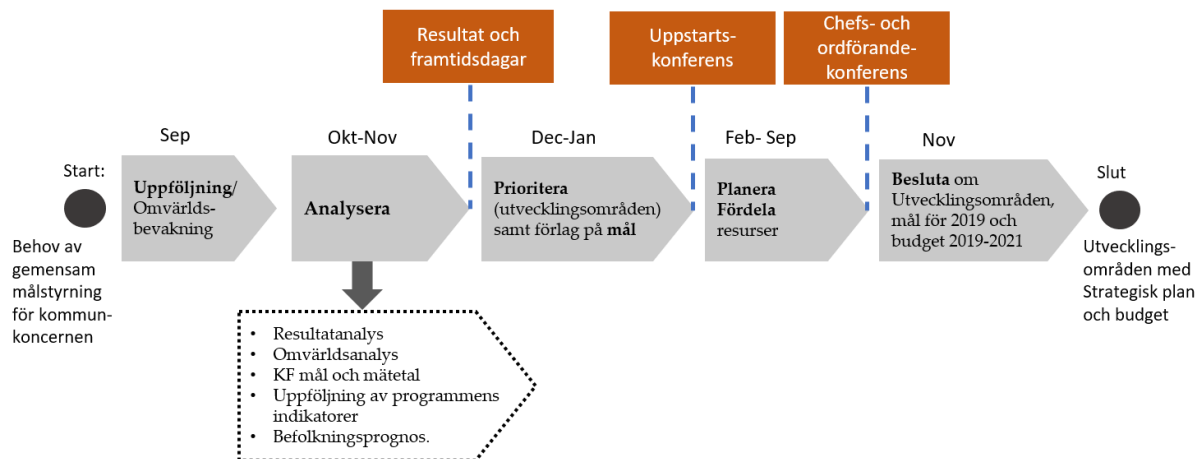 Resultat och
framtidsdagar
Uppstarts-
konferens
Chefs- och
ordförande-
konferens
Sep
Okt-Nov
Dec-Jan
Feb- Sep
Nov
Start:
Behov av
gemensam
målstyrning
för kommun-
koncernen
Uppföljning/
Omvärlds-
bevakning
Analysera
Prioritera
(utvecklingsområden)
samt förlag på mål
Planera
Fördela
resurser
Besluta om
Utvecklingsområden,
mål för 2019 och
budget 2019-2021
Slut
Utvecklings-
områden med
Strategisk plan
och budget
• Resultatanalys
• Omvärldsanalys
• KF mål och mätetal
• Uppföljning av programmens
indikatorer
• Befolkningsprognos.